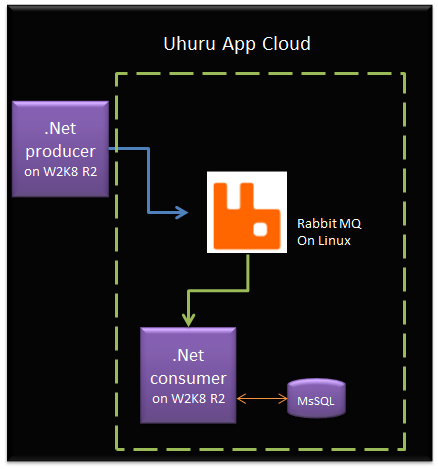 Uhuru App Cloud
.Net
producer
on W2K8 R2
Rabbit MQ
On Linux
.Net
consumer
on W2K8 R2
MsSQL